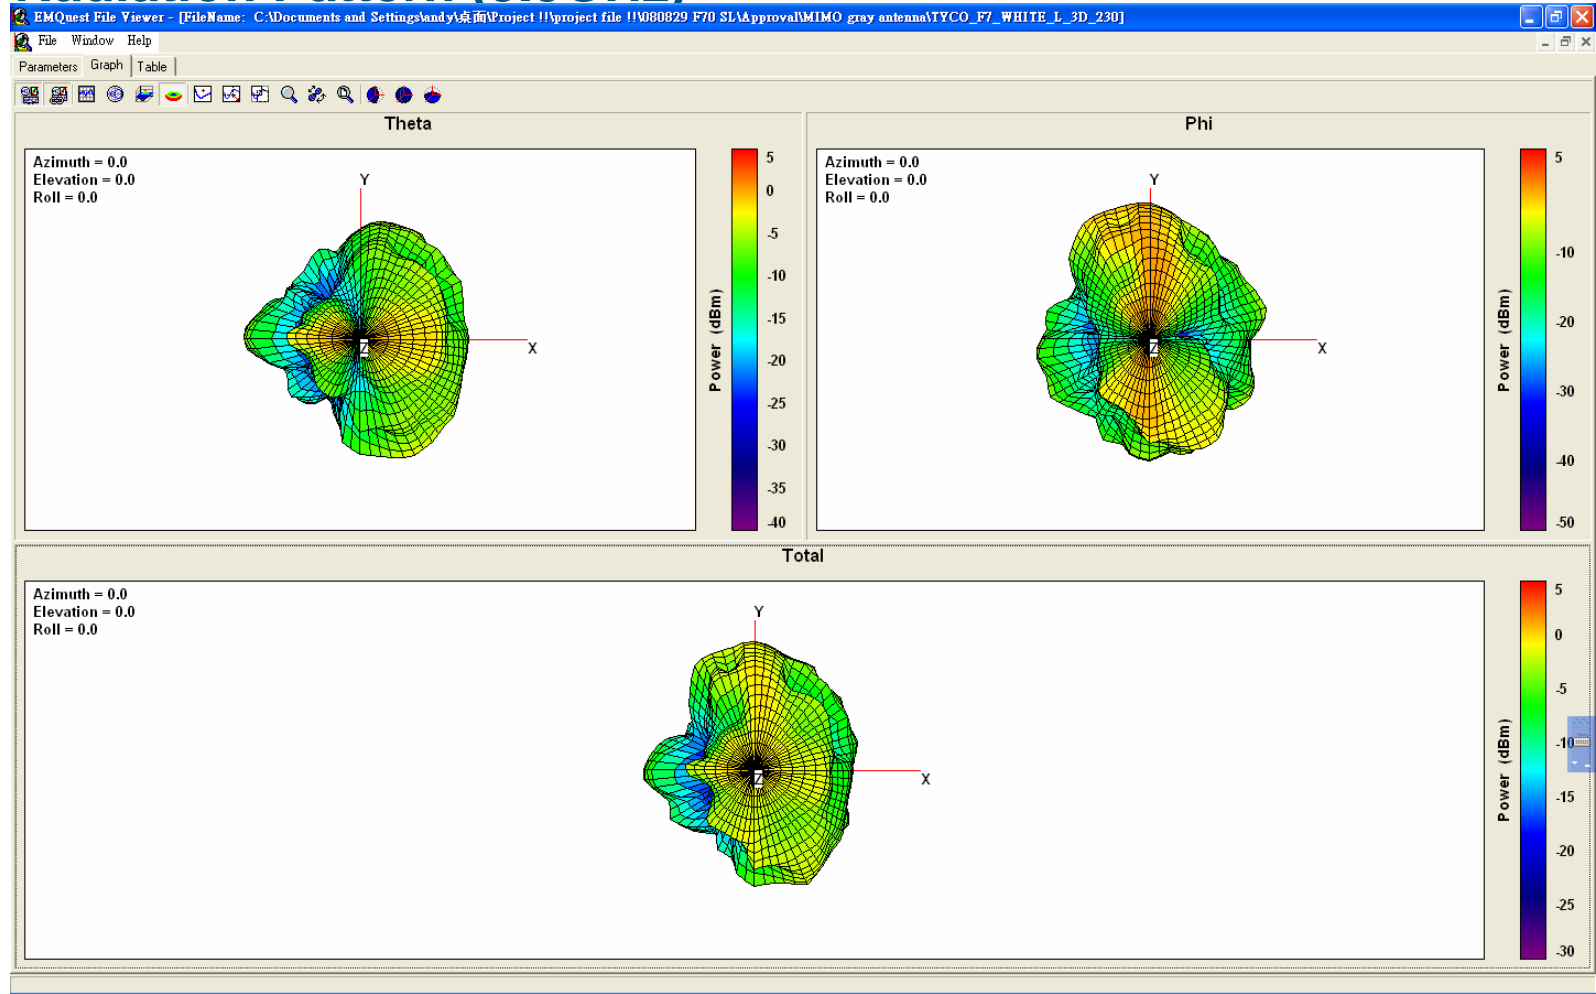 EMQuest File Viewer - [FileName: C:\Documents and Settings\andy\桌面\Project !!\project file !!\080829 F70 SL\Approval\MIMO gray antenna\TYCO_F7_WHITE_L_3D_230]
File Window Help
Parameters Graph Table
Theta
Azimuth = 0.0
Elevation = 0.0
Roll = 0.0
Y
X
Z
Power (dBm)
5
0
-5
-10
-15
-20
-25
-30
-35
-40
Phi
Azimuth = 0.0
Elevation = 0.0
Roll = 0.0
Y
X
Z
Power (dBm)
5
-10
-20
-30
-40
-50
Total
Azimuth = 0.0
Elevation = 0.0
Roll = 0.0
Y
X
Z
Power (dBm)
5
0
-5
-10
-15
-20
-25
-30